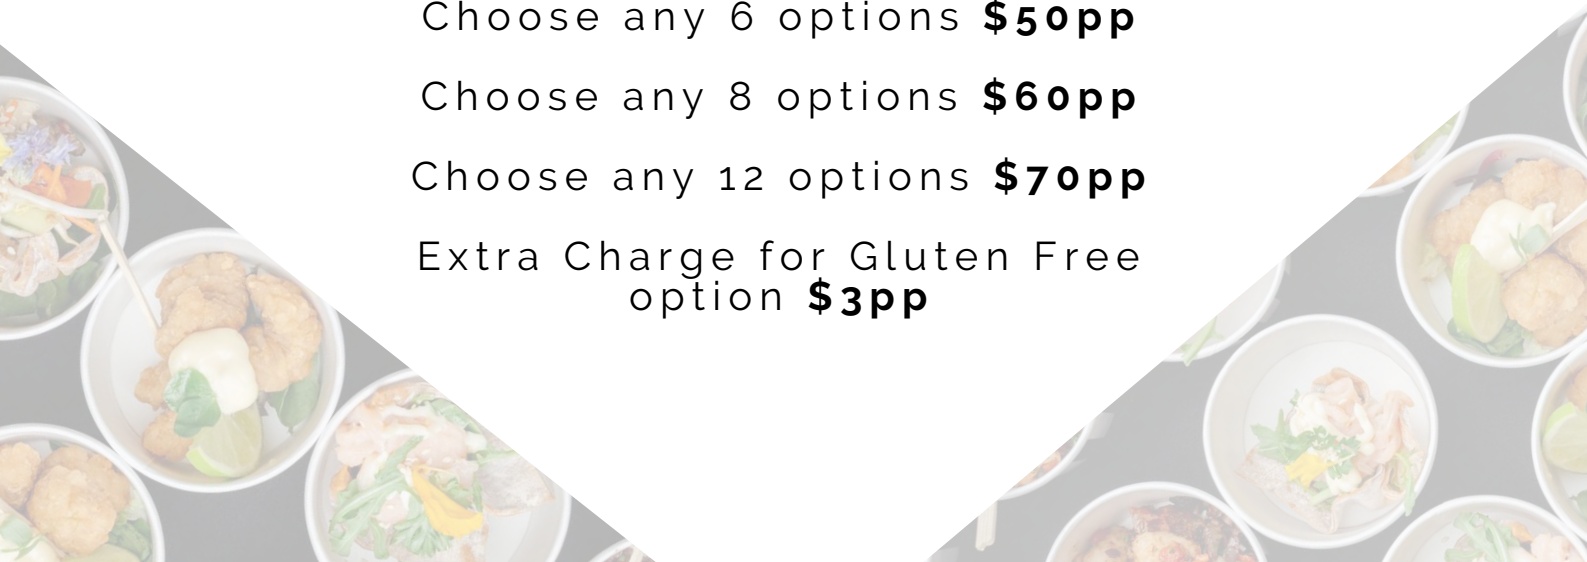 Choose any 6 options $50pp
Choose any 8 options $60pp
Choose any 12 options $70pp
Extra Charge for Gluten Free
option $3pp